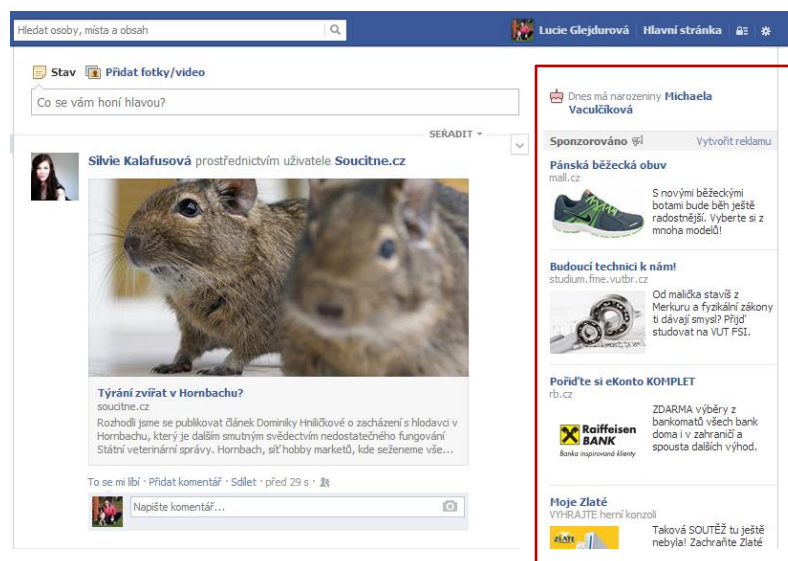 Hledat osoby, místa a obsah
Lucie Glejdurová
Hlavní stránka
Stav
Přidat fotky/video
Co se vám honí hlavou?
SEŘADIT
Silvie Kalafusová prostřednictvím uživatele Soucitne.cz
Týrání zvířat v Hornbachu?
soucitne.cz
Rozhodli jsme se publikovat článek Dominiky Hniličkové o zacházení s hlodavci v
Hornbachu, který je dalším smutným svědectvím nedostatečného fungování
Státní veterinární správy. Hornbach, síť hobby marketů, kde seženeme vše...
To se mi líbí · Přidat komentář · Sdílet · před 29 s ·
Napište komentář...
Dnes má narozeniny Michaela
Vaculčíková
Sponzorováno
Vytvořit reklamu
Pánská běžecká obuv
mall.cz
S novými běžeckými
botami bude běh ještě
radostnější. Vyberte si z
mnoha modelů!
Budoucí technici k nám!
studium.fme.vutbr.cz
Od malička stavíš z
Merkuru a fyzikální zákony
ti dávají smysl? Přijď
studovat na VUT FSI.
Pořiďte si eKonto KOMPLET
rb.cz
Raiffeisen
BANK
Banka inspirovaná klienty
ZDARMA výběry z
bankomatů všech bank
doma i v zahraničí a
spousta dalších výhod.
Moje Zlaté
VYHRAJTE herní konzoli
ZLATÉ
Taková SOUTĚŽ tu ještě
nebyla! Zachraňte Zlaté